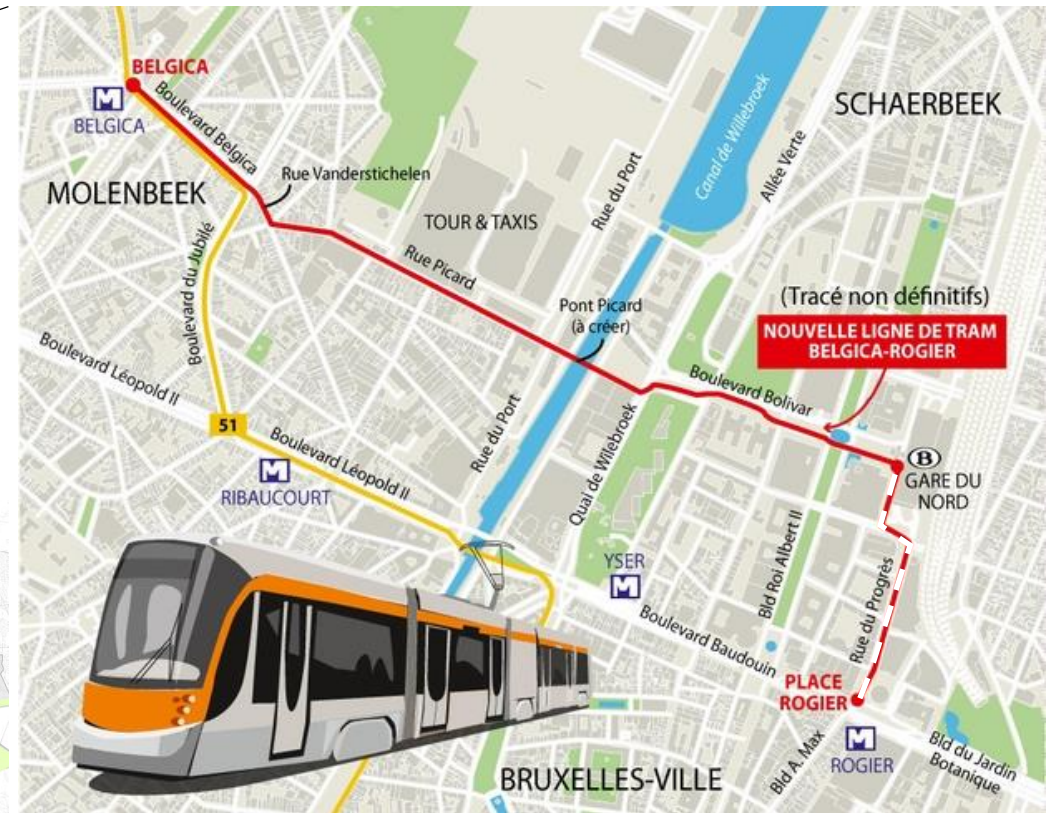 BELGICA
M
BELGICA
Boulevard Belgica
Rue Vanderstichelen
MOLENBEEK
TOUR & TAXIS
Boulevard du Jubilé
Rue Picard
Rue du Port
Canal de Willebroek
Allée Verte
SCHAERBEEK
Pont Picard
(à créer)
(Tracé non définitifs)
NOUVELLE LIGNE DE TRAM
BELGICA-ROGIER
Boulevard Léopold II
51
Boulevard Léopold II
M
RIBAUCOURT
Rue du Port
Quai de Wilebroek
Boulevard Bolivar
B
GARE DU
NORD
YSER
M
Bld Roi Albert II
Rue du Progrès
Boulevard Baudouin
PLACE
ROGIER
M
ROGIER
Bld A. Max
Bld du Jardin
Botanique
BRUXELLES-VILLE